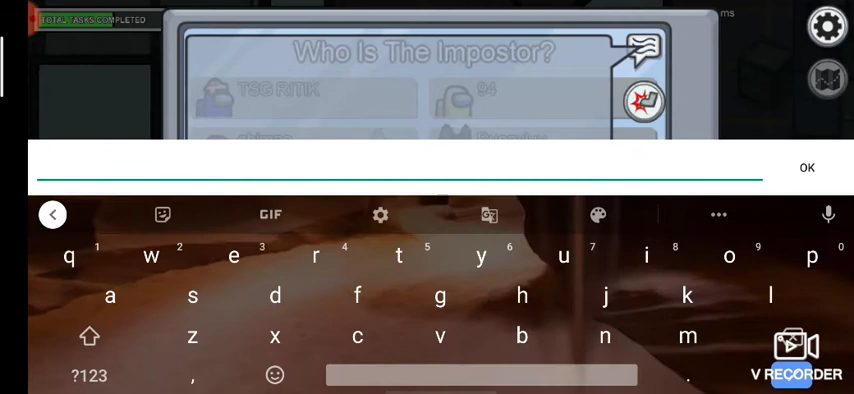 TOTAL TASKS COMPLETED
ms
Who Is The Impostor?
TSG RITIK
94
OK
GIF
q 1 w 2 e 3 r 4 t 5 y 6 u 7 i 8 o 9 p 0
a s d f g h j k l
z x c v b n m
?123 , .
V RECORDER